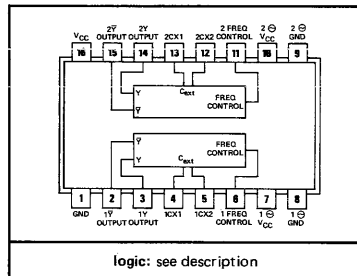 2Y̅ 2Y 2 FREQ 2 ⊖ 2 ⊖
VCC OUTPUT OUTPUT 2CX1 2CX2 CONTROL VCC GND
16 15 14 13 12 11 10 9
Y Cext FREQ CONTROL
Y̅
Y̅ FREQ CONTROL
Y Cext
1 2 3 4 5 6 7 8
GND 1Y̅ 1Y 1CX1 1CX2 1 FREQ 1 ⊖ 1 ⊖
OUTPUT OUTPUT CONTROL VCC GND
logic: see description